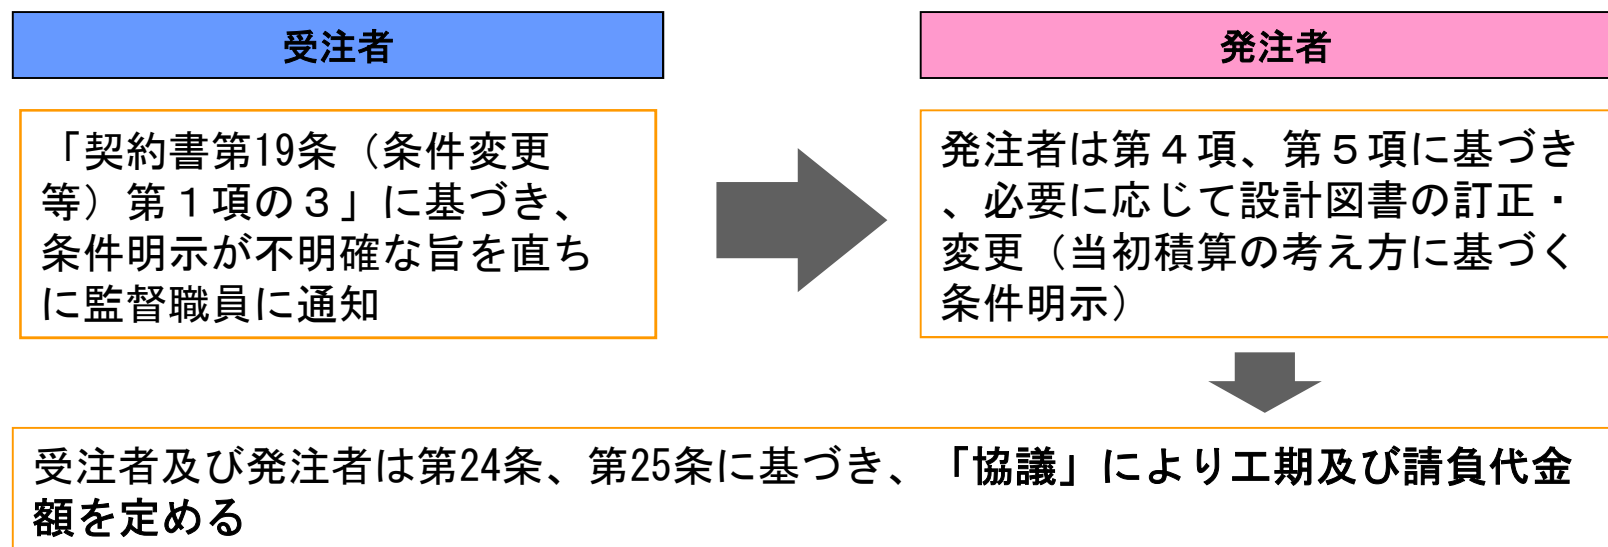 受注者
発注者
「契約書第19条（条件変更
等）第１項の３」に基づき、
条件明示が不明確な旨を直ち
に監督職員に通知
発注者は第４項、第５項に基づき
、必要に応じて設計図書の訂正・
変更（当初積算の考え方に基づく
条件明示）
受注者及び発注者は第24条、第25条に基づき、「協議」により工期及び請負代金
額を定める